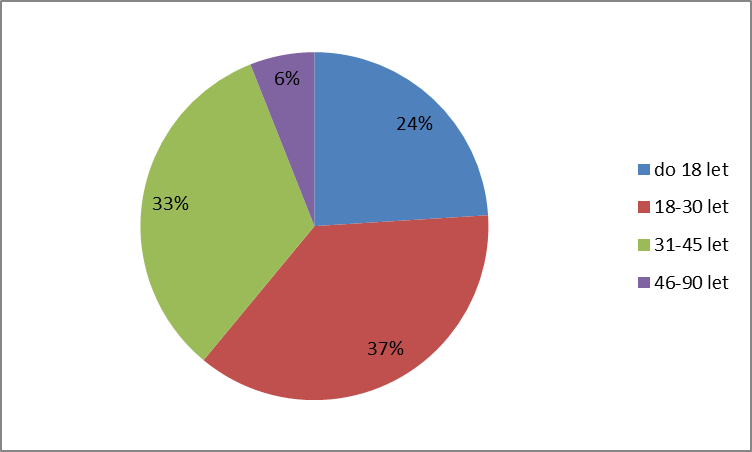 6%
24%
33%
37%
do 18 let
18-30 let
31-45 let
46-90 let